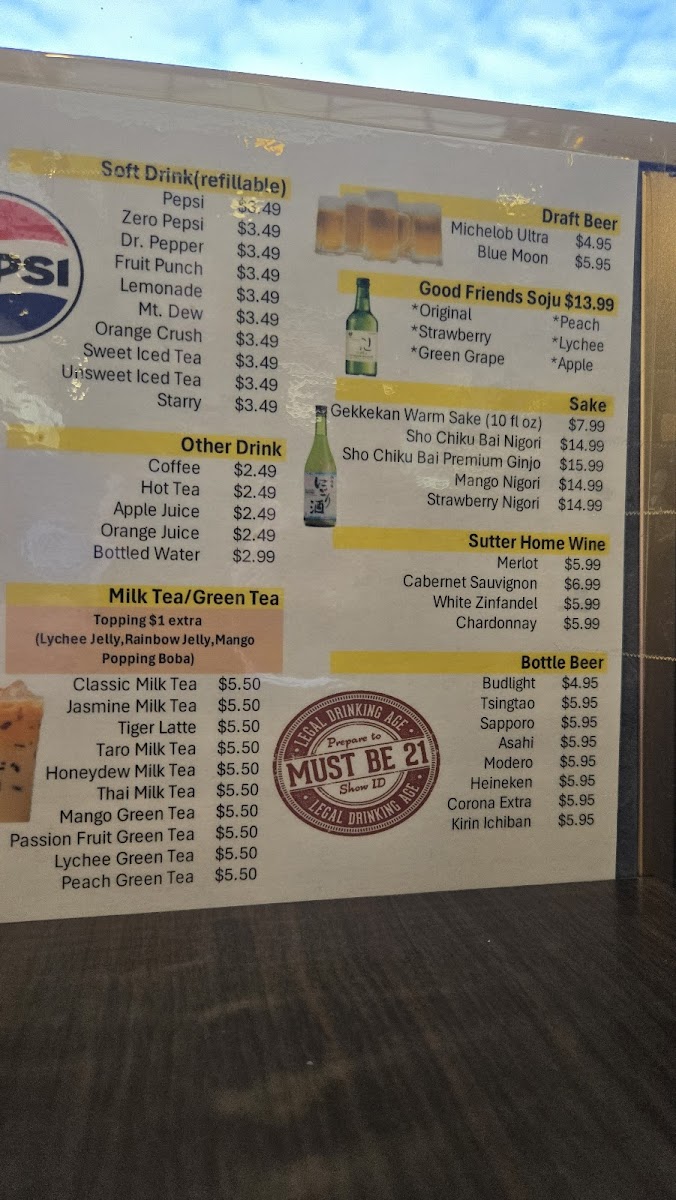 PSI
Soft Drink(refillable)
Pepsi $3.49
Zero Pepsi $3.49
Dr. Pepper $3.49
Fruit Punch $3.49
Lemonade $3.49
Mt. Dew $3.49
Orange Crush $3.49
Sweet Iced Tea $3.49
Unsweet Iced Tea $3.49
Starry $3.49
Other Drink
Coffee $2.49
Hot Tea $2.49
Apple Juice $2.49
Orange Juice $2.49
Bottled Water $2.99
Milk Tea/Green Tea
Topping $1 extra
(Lychee Jelly,Rainbow Jelly,Mango
Popping Boba)
Classic Milk Tea $5.50
Jasmine Milk Tea $5.50
Tiger Latte $5.50
Taro Milk Tea $5.50
Honeydew Milk Tea $5.50
Thai Milk Tea $5.50
Mango Green Tea $5.50
Passion Fruit Green Tea $5.50
Lychee Green Tea $5.50
Peach Green Tea $5.50
Draft Beer
Michelob Ultra $4.95
Blue Moon $5.95
Good Friends Soju $13.99
*Original *Peach
*Strawberry *Lychee
*Green Grape *Apple
Sake
Gekkekan Warm Sake (10 fl oz) $7.99
Sho Chiku Bai Nigori $14.99
Sho Chiku Bai Premium Ginjo $15.99
Mango Nigori $14.99
Strawberry Nigori $14.99
Sutter Home Wine
Merlot $5.99
Cabernet Sauvignon $6.99
White Zinfandel $5.99
Chardonnay $5.99
Bottle Beer
Budlight $4.95
Tsingtao $5.95
Sapporo $5.95
Asahi $5.95
Modero $5.95
Heineken $5.95
Corona Extra $5.95
Kirin Ichiban $5.95
LEGAL DRINKING AGE
Prepare to
MUST BE 21
Show ID
LEGAL DRINKING AGE